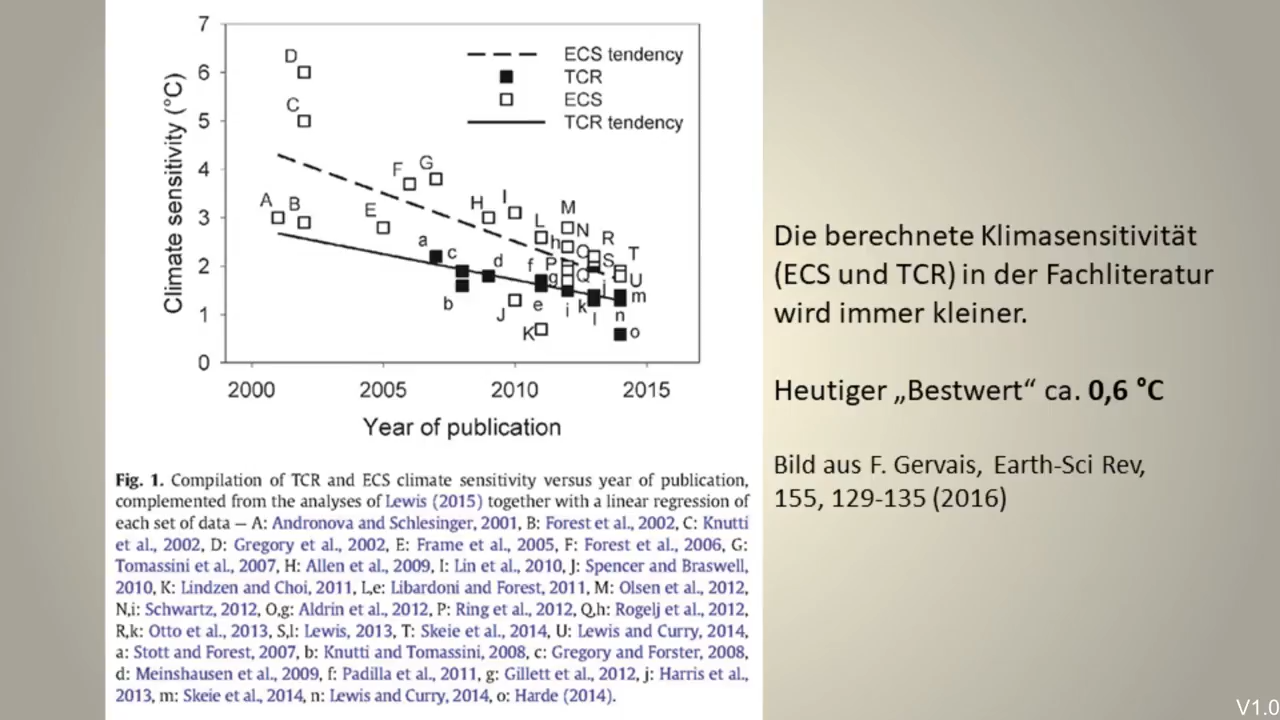 7
6
5
4
3
2
1
0
Climate sensitivity (°C)
ECS tendency
TCR
ECS
TCR tendency
D
C
A
B
E
F
G
H
I
J
K
L
M
N
O
P
Q
R
S
T
U
a
b
c
d
e
f
g
h
i
j
k
l
m
n
o
2000 2005 2010 2015
Year of publication
Fig. 1. Compilation of TCR and ECS climate sensitivity versus year of publication,
complemented from the analyses of Lewis (2015) together with a linear regression of
each set of data — A: Andronova and Schlesinger, 2001, B: Forest et al., 2002, C: Knutti
et al., 2002, D: Gregory et al., 2002, E: Frame et al., 2005, F: Forest et al., 2006, G:
Tomassini et al., 2007, H: Allen et al., 2009, I: Lin et al., 2010, J: Spencer and Braswell,
2010, K: Lindzen and Choi, 2011, L,e: Libardoni and Forest, 2011, M: Olsen et al., 2012,
N,i: Schwartz, 2012, O,g: Aldrin et al., 2012, P: Ring et al., 2012, Q,h: Rogelj et al., 2012,
R,k: Otto et al., 2013, S,l: Lewis, 2013, T: Skeie et al., 2014, U: Lewis and Curry, 2014,
a: Stott and Forest, 2007, b: Knutti and Tomassini, 2008, c: Gregory and Forster, 2008,
d: Meinshausen et al., 2009, f: Padilla et al., 2011, g: Gillett et al., 2012, j: Harris et al.,
2013, m: Skeie et al., 2014, n: Lewis and Curry, 2014, o: Harde (2014).
Die berechnete Klimasensitivität
(ECS und TCR) in der Fachliteratur
wird immer kleiner.
Heutiger „Bestwert“ ca. 0,6 °C
Bild aus F. Gervais, Earth-Sci Rev,
155, 129-135 (2016)
V1.0